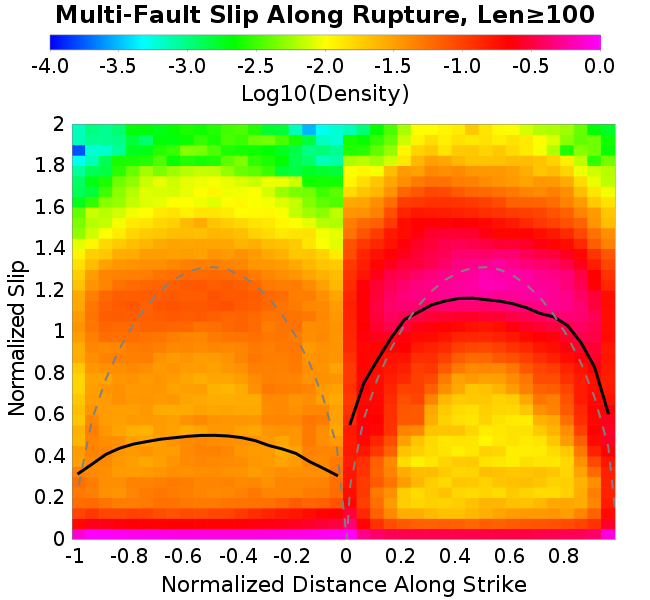 Multi-Fault Slip Along Rupture, Len≥100
-4.0 -3.5 -3.0 -2.5 -2.0 -1.5 -1.0 -0.5 0.0
Log10(Density)
2
1.8
1.6
1.4
1.2
1
0.8
0.6
0.4
0.2
0
Normalized Slip
-1 -0.8 -0.6 -0.4 -0.2 0 0.2 0.4 0.6 0.8
Normalized Distance Along Strike